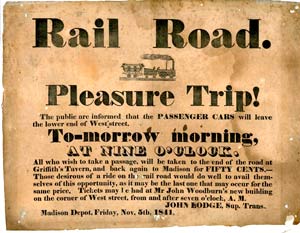 Rail Road.
Pleasure Trip!
The public are informed that the PASSENGER CARS will leave
the lower end of West street,
To-morrow morning,
AT NINE O'CLOCK.
All who wish to take a passage, will be taken to the end of the road at
Griffith's Tavern, and back again to Madison for FIFTY CENTS.—
Those desirous of a ride on the rail road would do well to avail themselves
of this opportunity, as it may be the last one that may occur for the
same price. Tickets may be had at Mr John Woodburn's new building
on the corner of West street, from and after seven o'clock, A. M.
JOHN Sup. Trans.
Madison Depot, Friday, Nov. 5th, 1841.